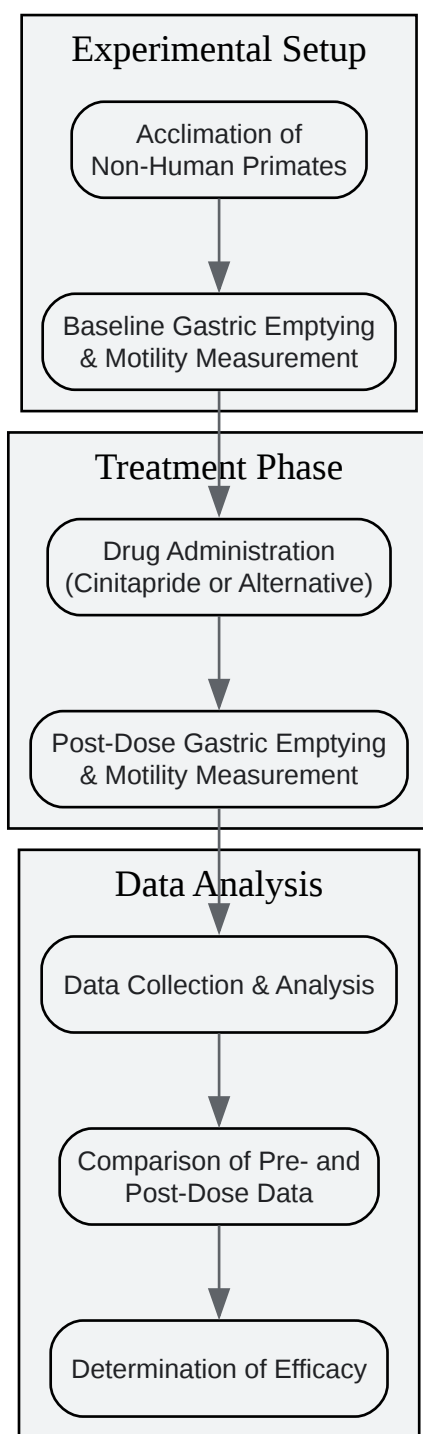 Experimental Setup
Acclimation of
Non-Human Primates
Baseline Gastric Emptying
& Motility Measurement
Treatment Phase
Drug Administration
(Cinitapride or Alternative)
Post-Dose Gastric Emptying
& Motility Measurement
Data Analysis
Data Collection & Analysis
Comparison of Pre- and
Post-Dose Data
Determination of Efficacy